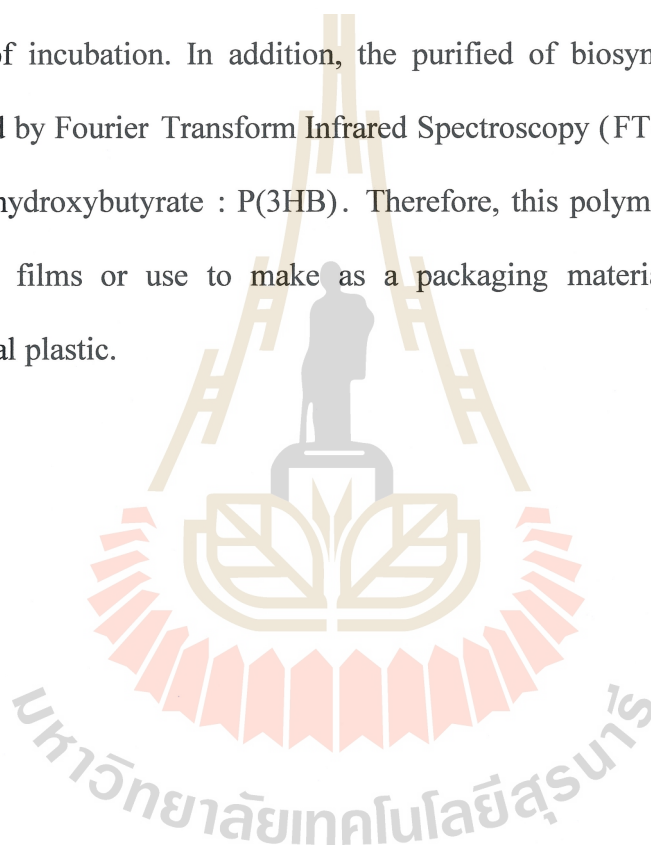 of incubation. In addition, the purified of biosyn
d by Fourier Transform Infrared Spectroscopy (FT
hydroxybutyrate : P(3HB). Therefore, this polym
films or use to make as a packaging materia
al plastic.
มหาวิทยาลัยเทคโนโลยีสุรนารี